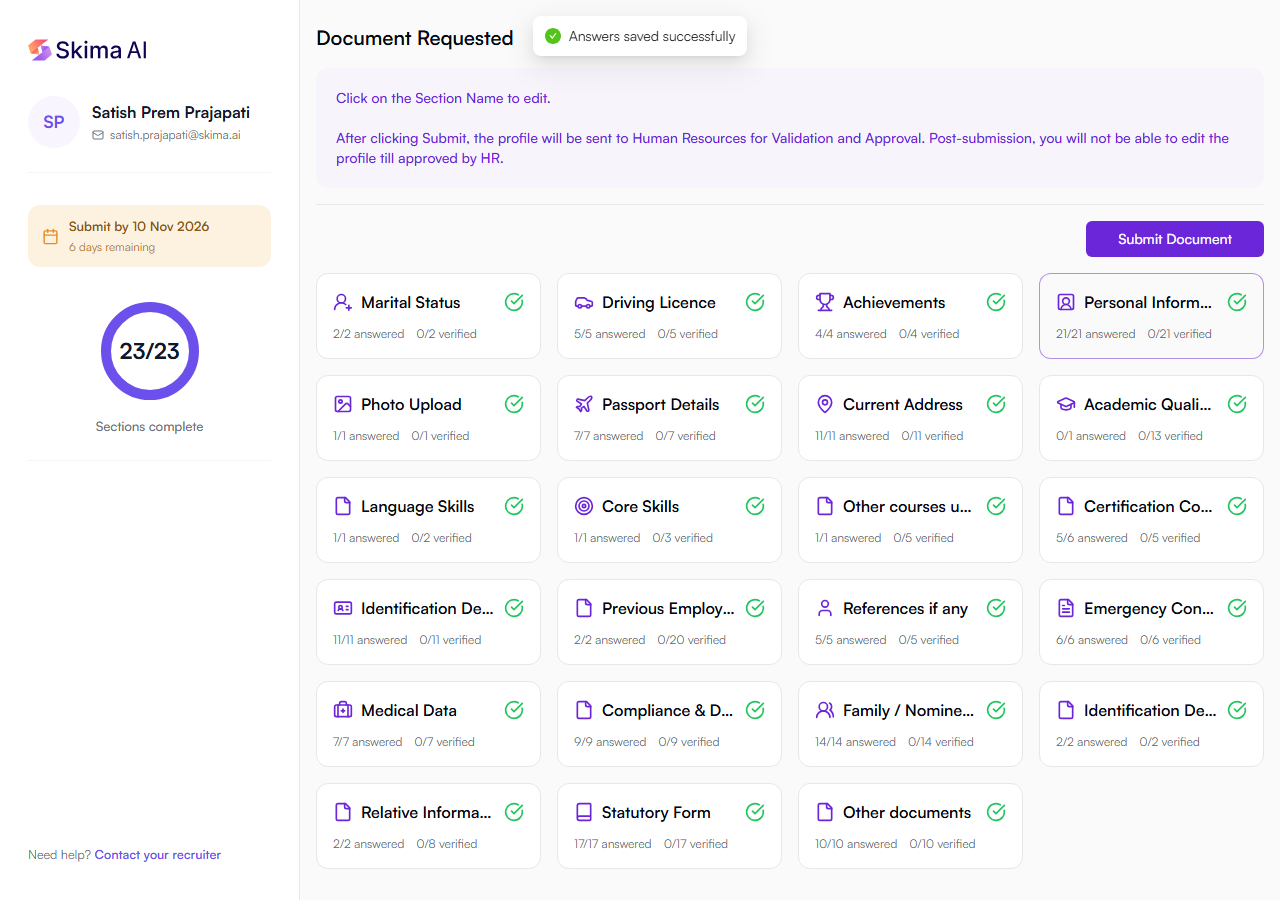 Skima AI
SP
Satish Prem Prajapati
satish.prajapati@skima.ai
Submit by 10 Nov 2026
6 days remaining
23/23
Sections complete
Need help? Contact your recruiter
Document Requested
Answers saved successfully
Click on the Section Name to edit.
After clicking Submit, the profile will be sent to Human Resources for Validation and Approval. Post-submission, you will not be able to edit the
profile till approved by HR.
Submit Document
Marital Status
2/2 answered 0/2 verified
Driving Licence
5/5 answered 0/5 verified
Achievements
4/4 answered 0/4 verified
Personal Inform...
21/21 answered 0/21 verified
Photo Upload
1/1 answered 0/1 verified
Passport Details
7/7 answered 0/7 verified
Current Address
11/11 answered 0/11 verified
Academic Quali...
0/1 answered 0/13 verified
Language Skills
1/1 answered 0/2 verified
Core Skills
1/1 answered 0/3 verified
Other courses u...
1/1 answered 0/5 verified
Certification Co...
5/6 answered 0/5 verified
Identification De...
11/11 answered 0/11 verified
Previous Employ...
2/2 answered 0/20 verified
References if any
5/5 answered 0/5 verified
Emergency Con...
6/6 answered 0/6 verified
Medical Data
7/7 answered 0/7 verified
Compliance & D...
9/9 answered 0/9 verified
Family / Nomine...
14/14 answered 0/14 verified
Identification De...
2/2 answered 0/2 verified
Relative Informa...
2/2 answered 0/8 verified
Statutory Form
17/17 answered 0/17 verified
Other documents
10/10 answered 0/10 verified